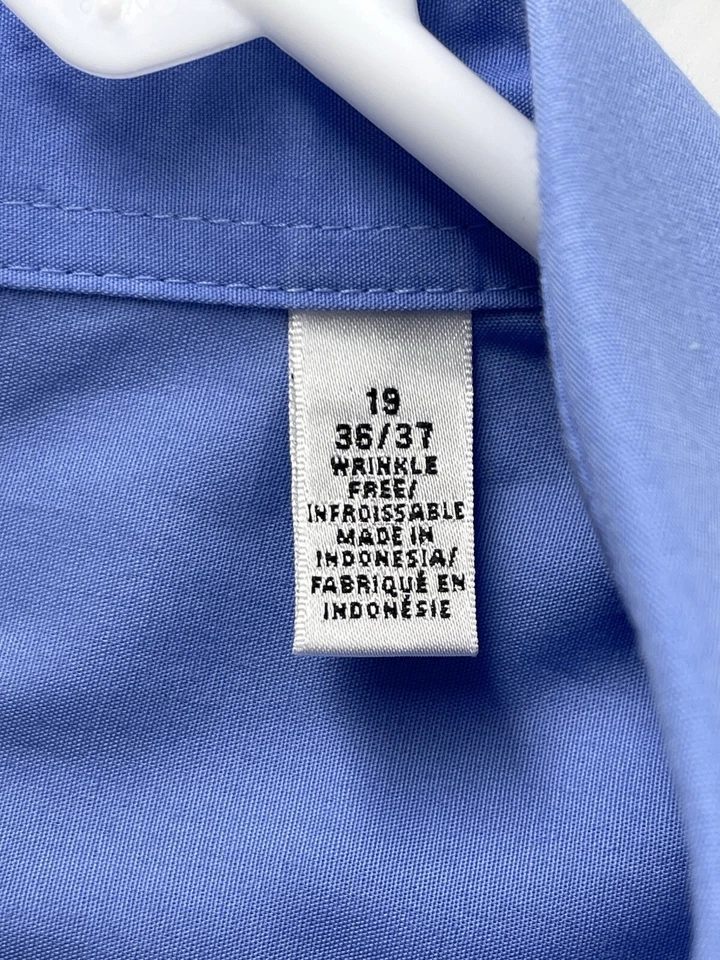 19
36/37
WRINKLE
FREE/
INFROISSABLE
MADE IN
INDONESIA/
FABRIQUÉ EN
INDONÉSIE